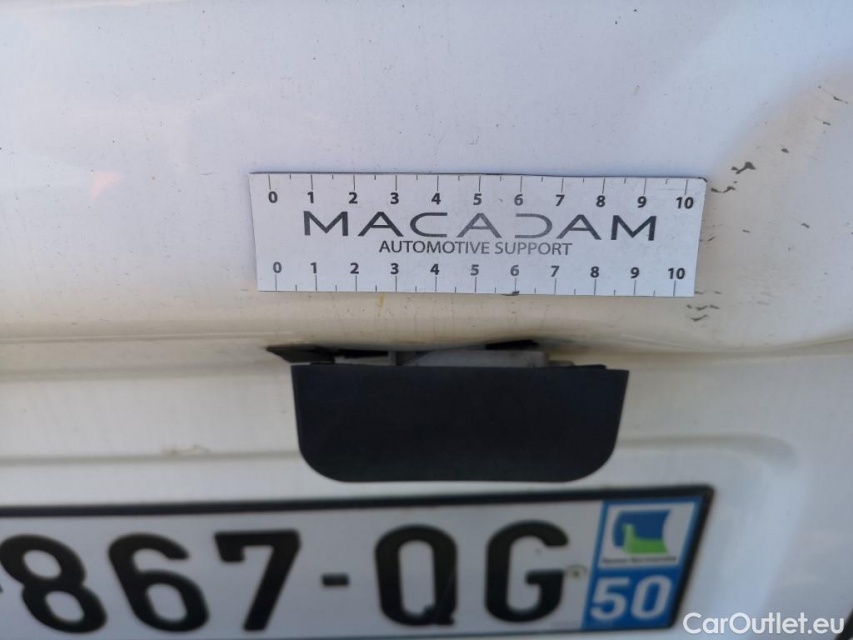 0 1 2 3 4 5 6 7 8 9 10
MACADAM
AUTOMOTIVE SUPPORT
0 1 2 3 4 5 6 7 8 9 10
-867-QG
50
CarOutlet.eu